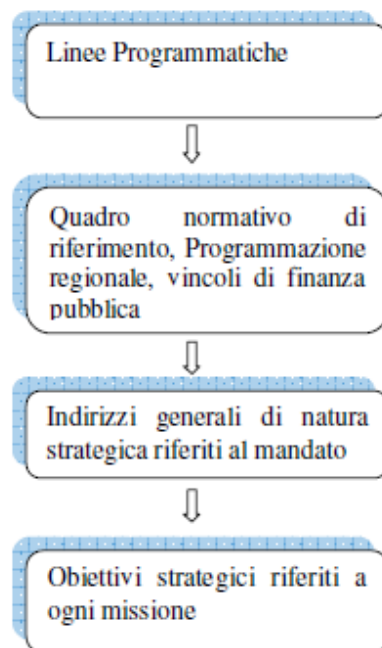 Linee Programmatiche
Quadro normativo di
riferimento, Programmazione
regionale, vincoli di finanza
pubblica
Indirizzi generali di natura
strategica riferiti al mandato
Obiettivi strategici riferiti a
ogni missione